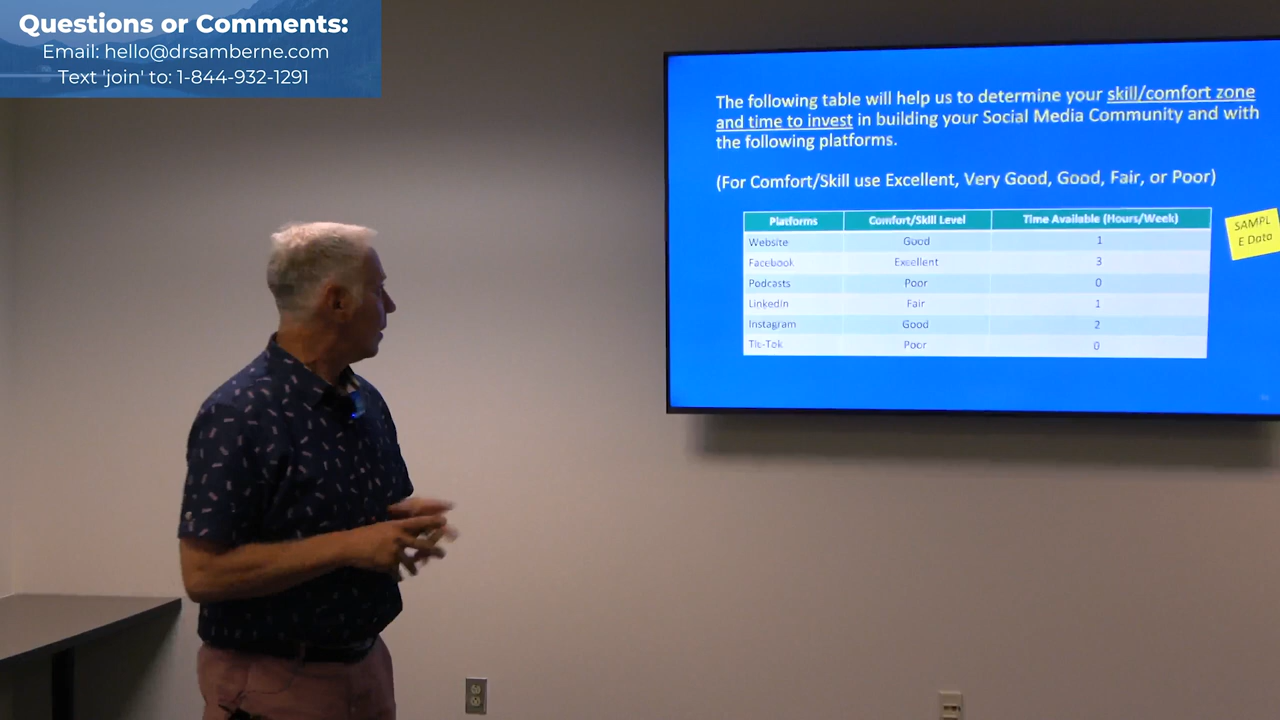 Questions or Comments:
Email: hello@drsamberne.com
Text 'join' to: 1-844-932-1291
The following table will help us to determine your skill/comfort zone
and time to invest in building your Social Media Community and with
the following platforms.
(For Comfort/Skill use Excellent, Very Good, Good, Fair, or Poor)
Platforms Comfort/Skill Level Time Available (Hours/Week)
Website Good 1
Facebook Excellent 3
Podcasts Poor 0
LinkedIn Fair 1
Instagram Good 2
Tic-Tok Poor 0
SAMPL
E Data